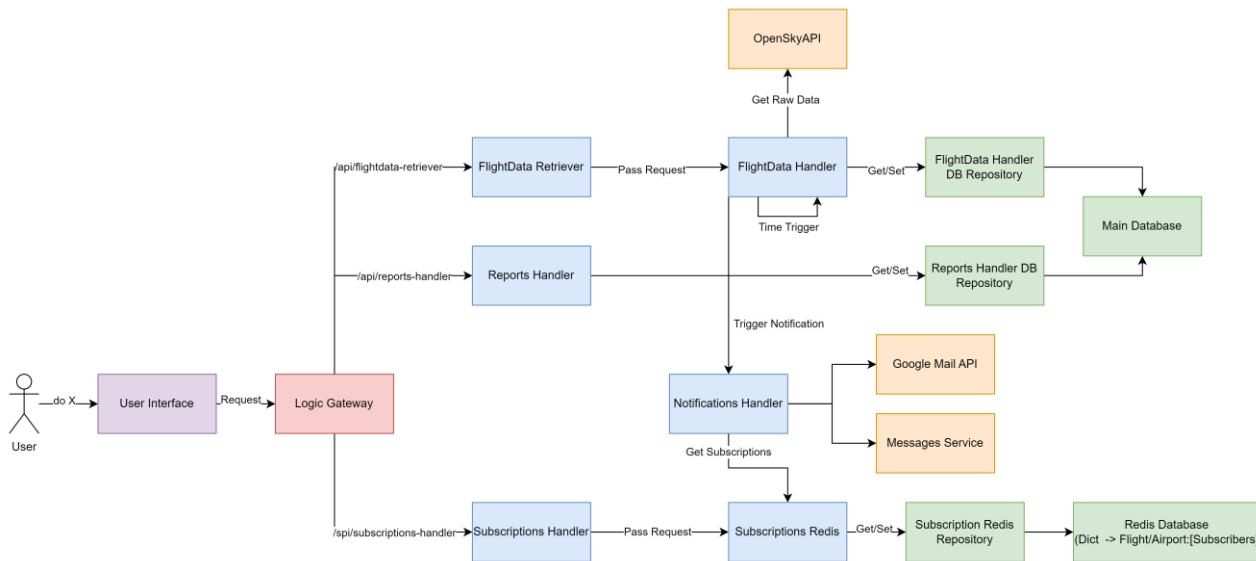 OpenSkyAPI
Get Raw Data
/api/flightdata-retriever
FlightData Retriever
Pass Request
FlightData Handler
Get/Set
FlightData Handler
DB Repository
Time Trigger
Main Database
/api/reports-handler
Reports Handler
Get/Set
Reports Handler DB
Repository
Trigger Notification
Google Mail API
do X
User Interface
Request
Logic Gateway
Notifications Handler
User
Messages Service
Get Subscriptions
/spi/subscriptions-handler
Subscriptions Handler
Pass Request
Subscriptions Redis
Get/Set
Subscription Redis
Repository
Redis Database
(Dict -> Flight/Airport:[Subscribers]